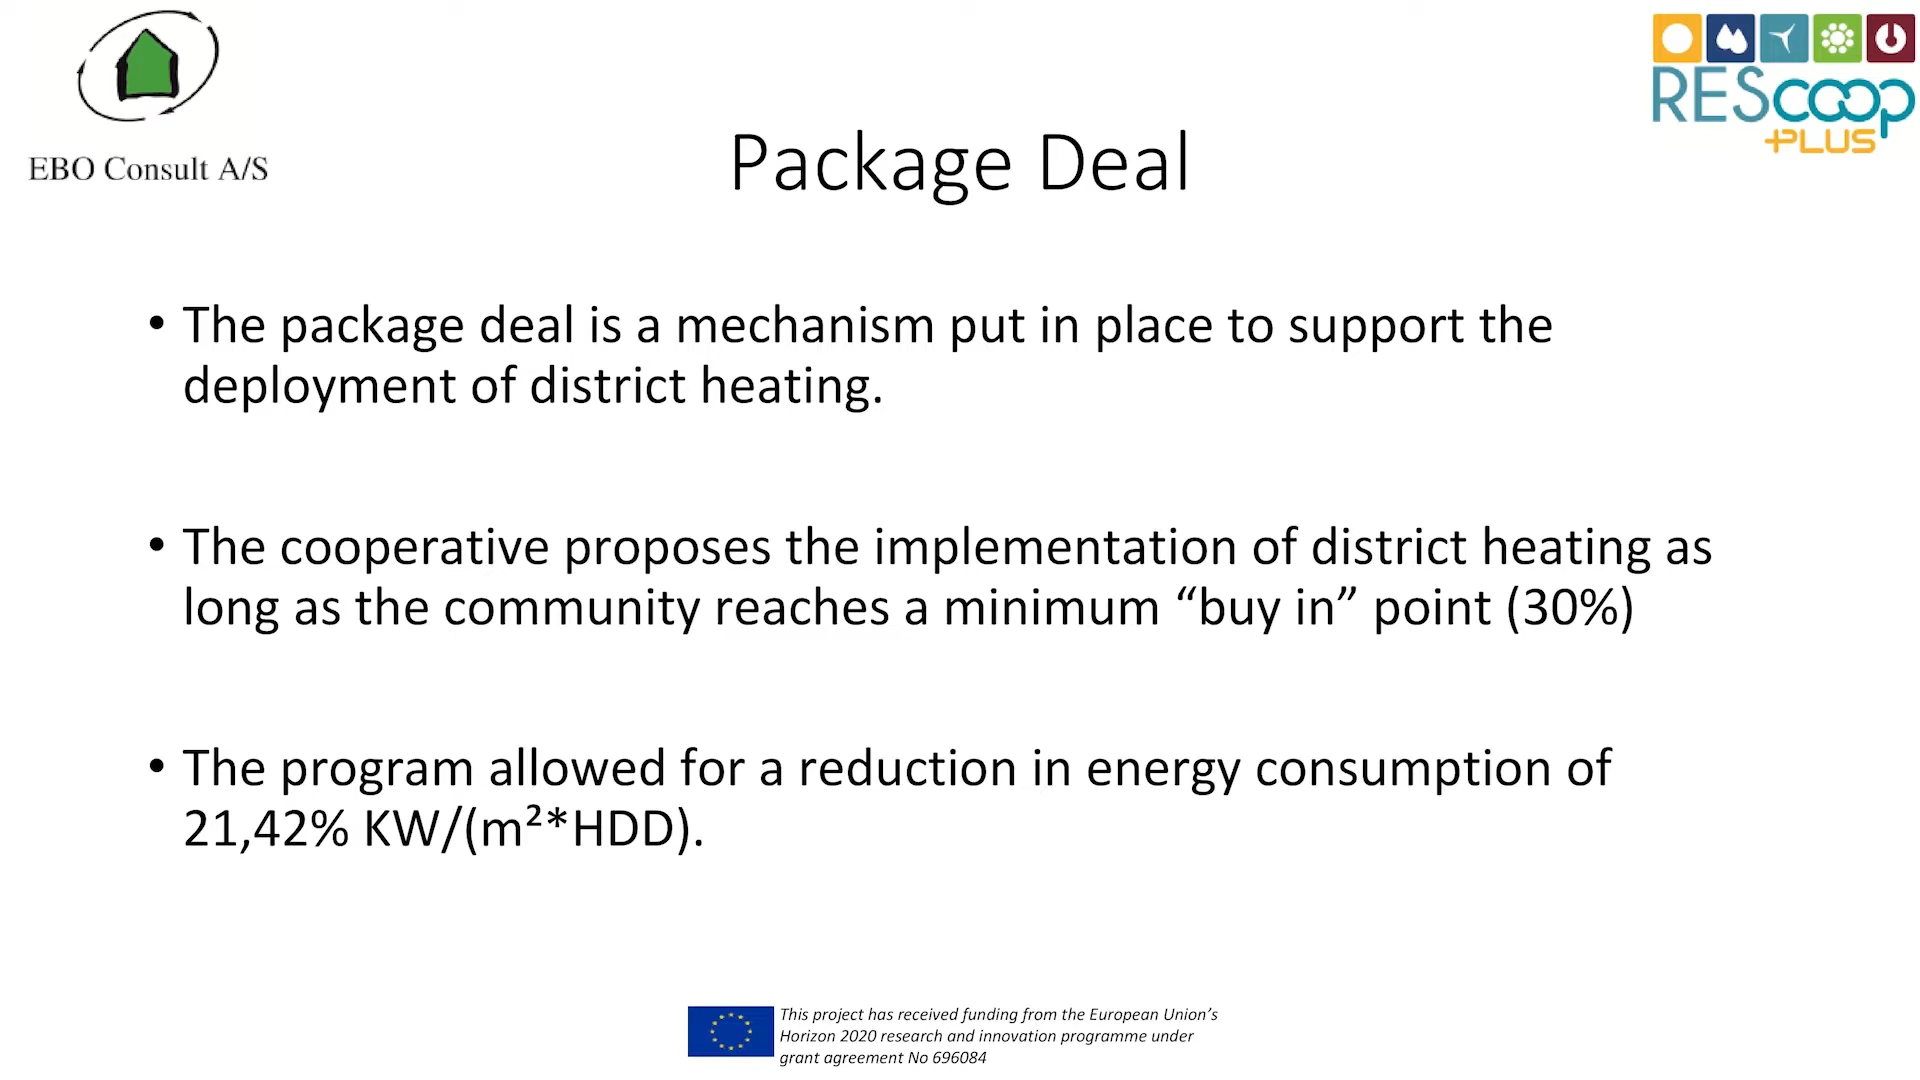 EBO Consult A/S
REScoop
PLUS
Package Deal
• The package deal is a mechanism put in place to support the
deployment of district heating.
• The cooperative proposes the implementation of district heating as
long as the community reaches a minimum “buy in” point (30%)
• The program allowed for a reduction in energy consumption of
21,42% KW/(m²*HDD).
This project has received funding from the European Union’s
Horizon 2020 research and innovation programme under
grant agreement No 696084